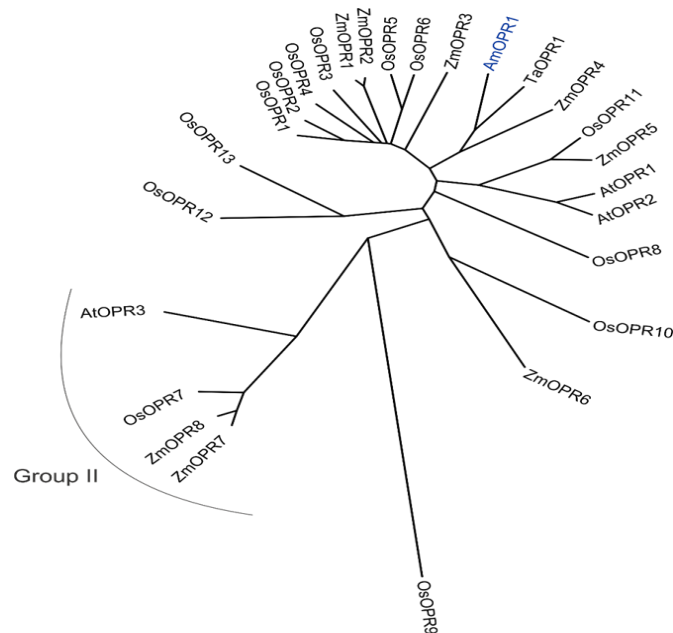 OsOPR1
OsOPR2
OsOPR4
OsOPR3
ZmOPR1
ZmOPR2
OsOPR5
OsOPR6
ZmOPR3
AmOPR1
TaOPR1
ZmOPR4
OsOPR11
ZmOPR5
AtOPR1
AtOPR2
OsOPR8
OsOPR10
ZmOPR6
OsOPR9
ZmOPR7
ZmOPR8
OsOPR7
AtOPR3
Group II
OsOPR12
OsOPR13